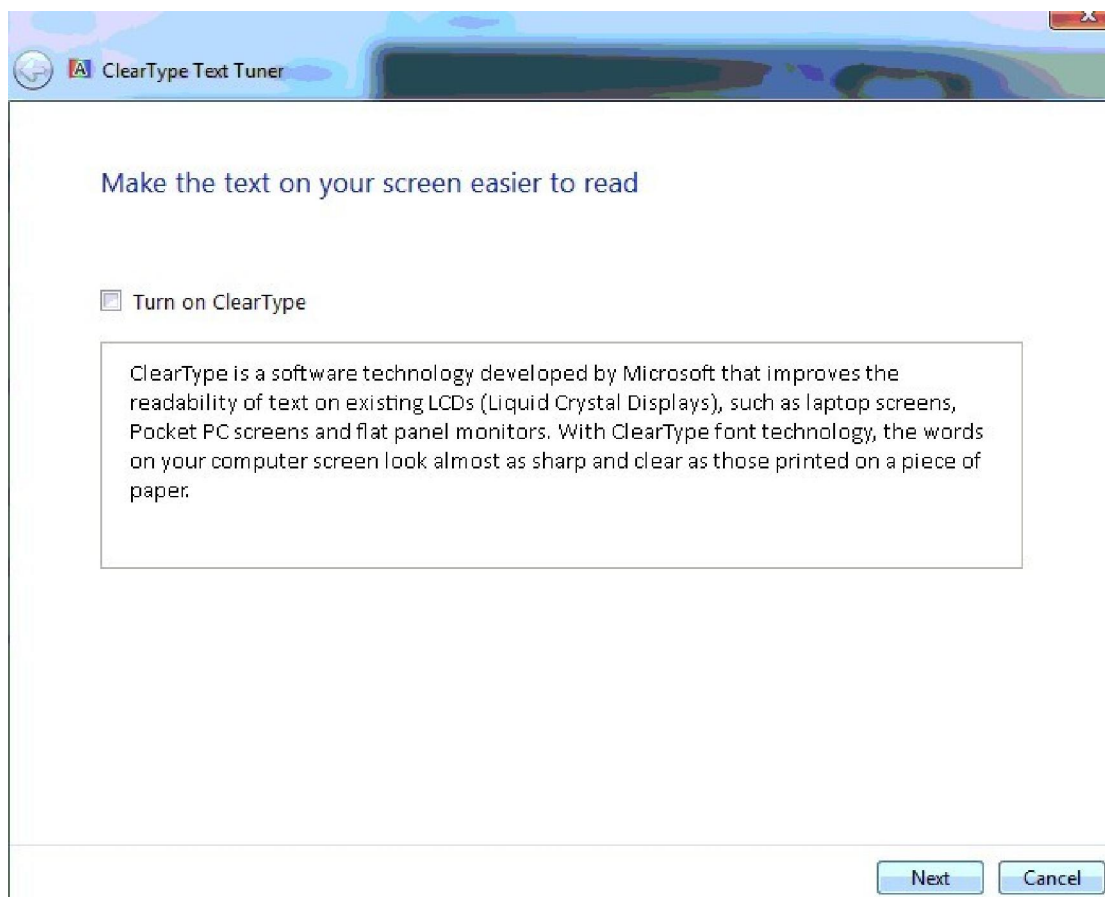 ClearType Text Tuner
Make the text on your screen easier to read
Turn on ClearType
ClearType is a software technology developed by Microsoft that improves the
readability of text on existing LCDs (Liquid Crystal Displays), such as laptop screens,
Pocket PC screens and flat panel monitors. With ClearType font technology, the words
on your computer screen look almost as sharp and clear as those printed on a piece of
paper.
Next Cancel